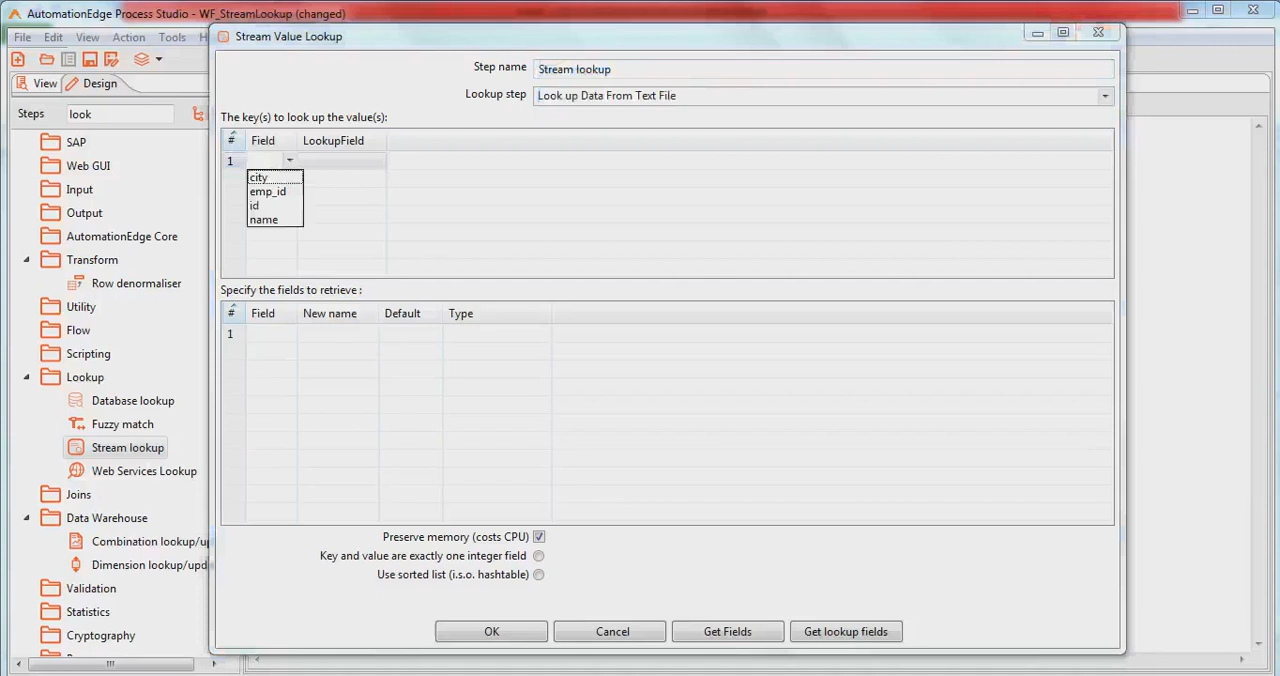 AutomationEdge Process Studio - WF_StreamLookup (changed)
File Edit View Action Tools H
Stream Value Lookup
View Design
Steps look
SAP
Web GUI
Input
Output
AutomationEdge Core
Transform
Row denormaliser
Utility
Flow
Scripting
Lookup
Database lookup
Fuzzy match
Stream lookup
Web Services Lookup
Joins
Data Warehouse
Combination lookup/up
Dimension lookup/upd
Validation
Statistics
Cryptography
Step name Stream lookup
Lookup step Look up Data From Text File
The key(s) to look up the value(s):
# Field LookupField
1
city
emp_id
id
name
Specify the fields to retrieve :
# Field New name Default Type
1
Preserve memory (costs CPU)
Key and value are exactly one integer field
Use sorted list (i.s.o. hashtable)
OK Cancel Get Fields Get lookup fields